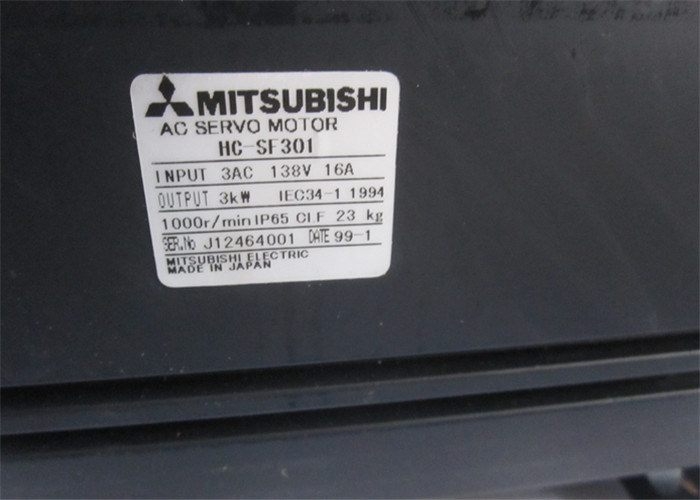 MITSUBISHI
AC SERVO MOTOR
HC-SF301
INPUT 3AC 138V 16A
OUTPUT 3kW IEC34-1 1994
1000r/min IP65 Cl.F 23 kg
SER.No J12464001 DATE 99-1
MITSUBISHI ELECTRIC
MADE IN JAPAN